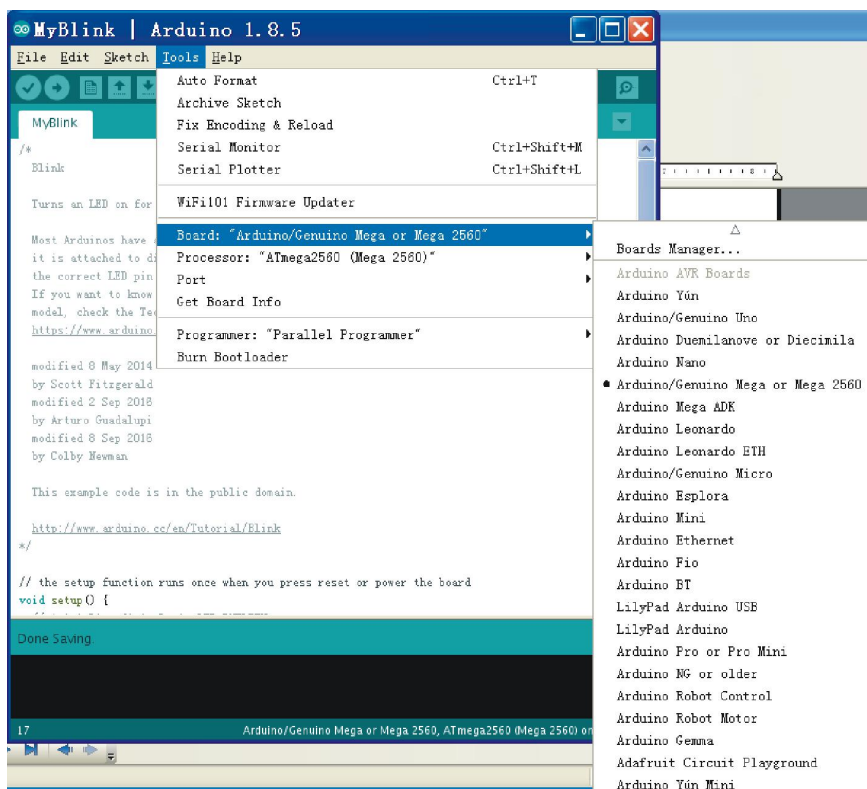 MyBlink | Arduino 1.8.5
File Edit Sketch Tools Help
Auto Format Ctrl+T
Archive Sketch
Fix Encoding & Reload
Serial Monitor Ctrl+Shift+M
Serial Plotter Ctrl+Shift+L
WiFi101 Firmware Updater
Board: "Arduino/Genuino Mega or Mega 2560"
Processor: "ATmega2560 (Mega 2560)"
Port
Get Board Info
Programmer: "Parallel Programmer"
Burn Bootloader
Boards Manager...
Arduino AVR Boards
Arduino Yún
Arduino/Genuino Uno
Arduino Duemilanove or Diecimila
Arduino Nano
Arduino/Genuino Mega or Mega 2560
Arduino Mega ADK
Arduino Leonardo
Arduino Leonardo ETH
Arduino/Genuino Micro
Arduino Esplora
Arduino Mini
Arduino Ethernet
Arduino Fio
Arduino BT
LilyPad Arduino USB
LilyPad Arduino
Arduino Pro or Pro Mini
Arduino NG or older
Arduino Robot Control
Arduino Robot Motor
Arduino Gemma
Adafruit Circuit Playground
Arduino Yún Mini
MyBlink
/*
Blink
Turns an LED on for
Most Arduinos have
it is attached to
the correct LED pin
If you want to know
model, check the
https://www.arduino.
modified 8 May 2014
by Scott Fitzgerald
modified 2 Sep 2016
by Arturo Guadalupi
modified 8 Sep 2016
by Colby Newman
This example code is in the public domain.
http://www.arduino.cc/en/Tutorial/Blink
*/
// the setup function runs once when you press reset or power the board
void setup() {
Done Saving.
17 Arduino/Genuino Mega or Mega 2560, ATmega2560 (Mega 2560) on